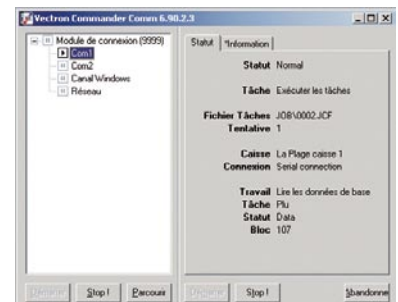 Vectron Commander Comm 6.90.2.3
Module de connexion (9999)
Com1
Com2
Canal Windows
Réseau
Démarrer Stop ! Parcourir
Statut *Information
Statut Normal
Tâche Exécuter les tâches
Fichier Tâches JOB\0002.JCF
Tentative 1
Caisse La Plage caisse 1
Connexion Serial connection
Travail Lire les données de base
Tâche Plu
Statut Data
Bloc 107
Démarrer Stop ! Abandonne